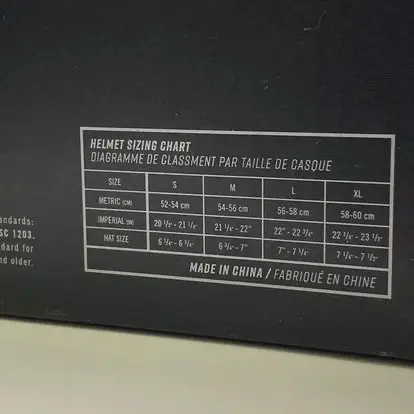 HELMET SIZING CHART
DIAGRAMME DE CLASSMENT PAR TAILLE DE CASQUE
SIZE S M L XL
METRIC (CM) 52-54 cm 54-56 cm 56-58 cm 58-60 cm
IMPERIAL (IN) 20 1/2" - 21 1/4" 21 1/4" - 22" 22" - 22 3/4" 22 3/4" - 23 1/2"
HAT SIZE 6 1/2" - 6 3/4" 6 3/4" - 7" 7" - 7 1/4" 7 1/4" - 7 1/2"
MADE IN CHINA / FABRIQUÉ EN CHINE
andards:
SC 1203,
dard for
nd older.